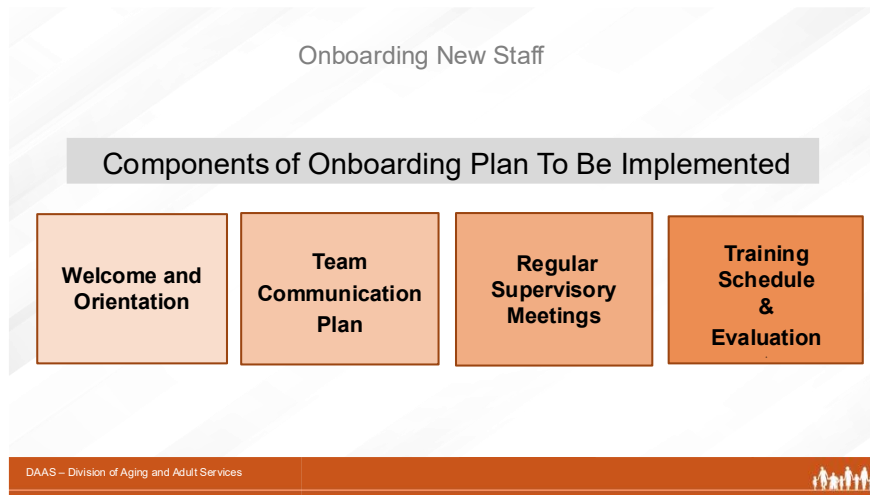 Onboarding New Staff
Components of Onboarding Plan To Be Implemented
Welcome and
Orientation
Team
Communication
Plan
Regular
Supervisory
Meetings
Training
Schedule
&
Evaluation
.
DAAS – Division of Aging and Adult Services